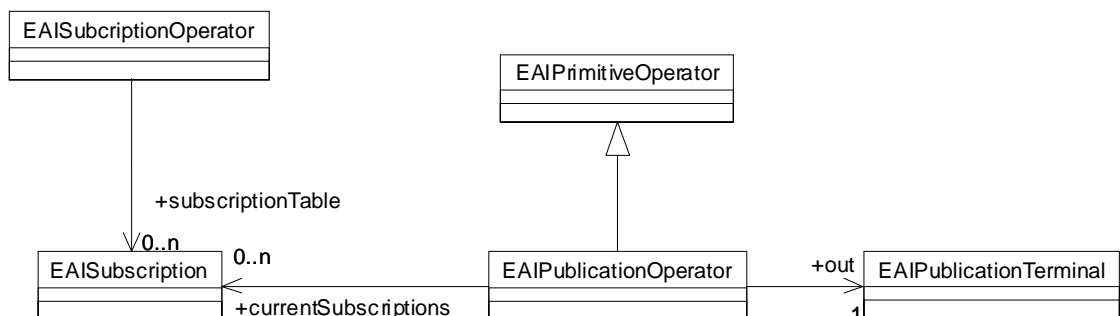 EAISubcriptionOperator
EAIPrimitiveOperator
+subscriptionTable
0..n
0..n
EAISubscription
EAIPublicationOperator
+out
EAIPublicationTerminal
+currentSubscriptions
1